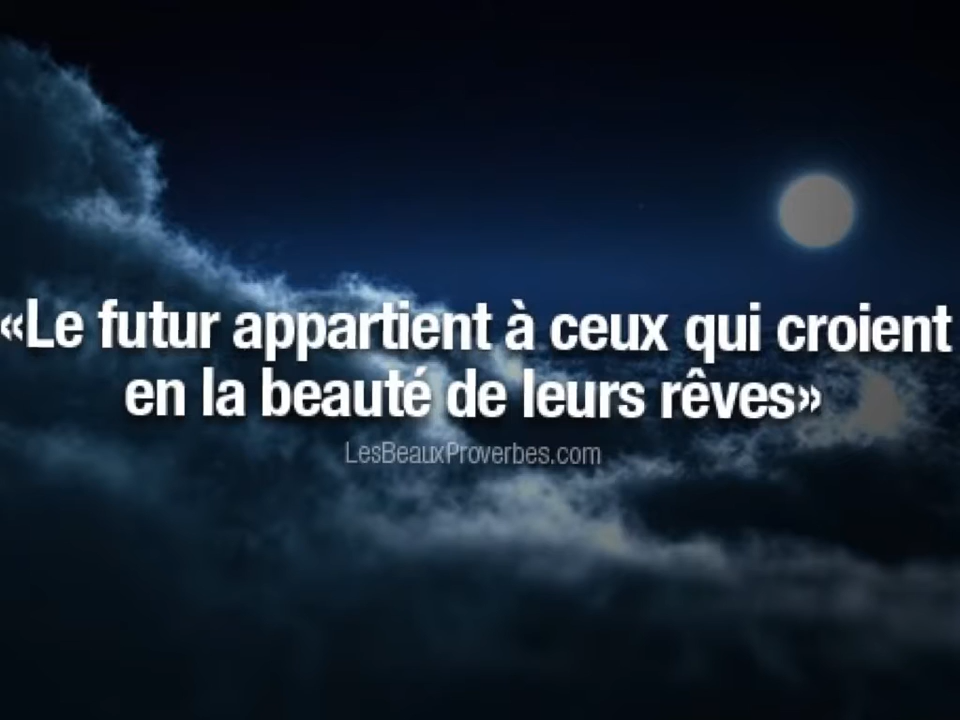 «Le futur appartient à ceux qui croient
en la beauté de leurs rêves»
LesBeauxProverbes.com